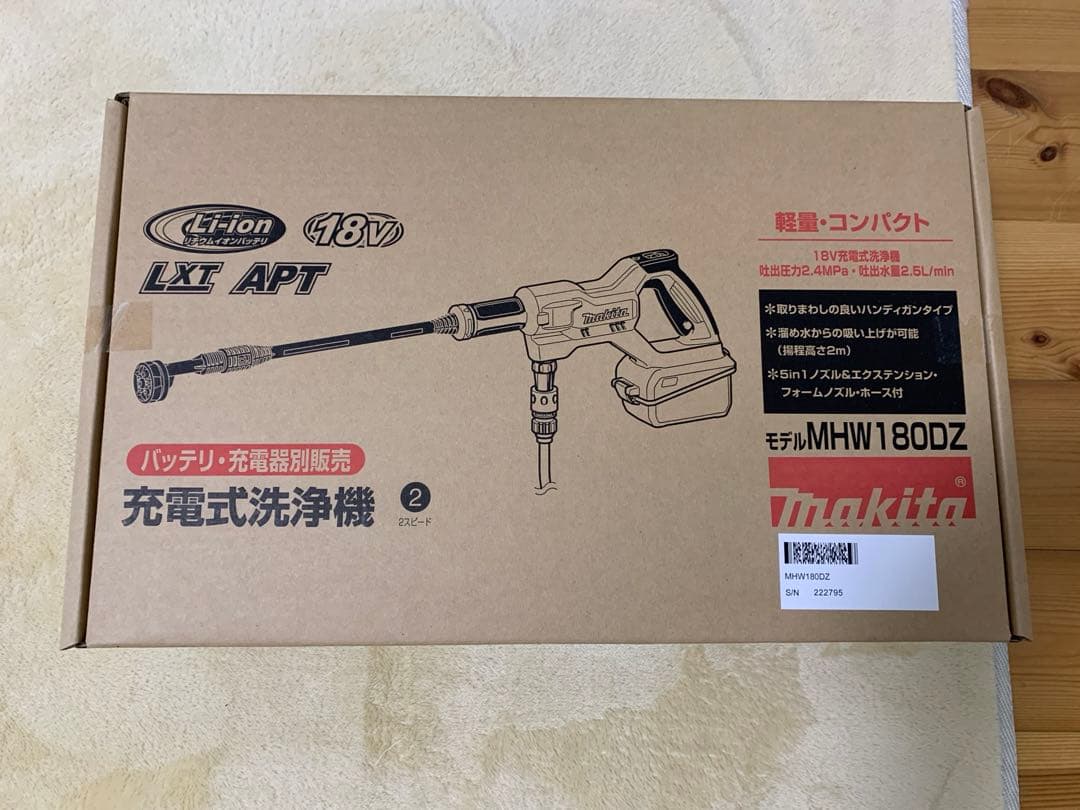 Li-ion
リチウムイオンバッテリ
18V
LXT APT
makita
軽量・コンパクト
18V充電式洗浄機
吐出圧力2.4MPa・吐出水量2.5L/min
＊取りまわしの良いハンディガンタイプ
＊溜め水からの吸い上げが可能
（揚程高さ2m）
＊5in1ノズル&エクステンション・
フォームノズル・ホース付
モデルMHW180DZ
makita®
バッテリ・充電器別販売
充電式洗浄機 2
2スピード
MHW180DZ
S/N 222795